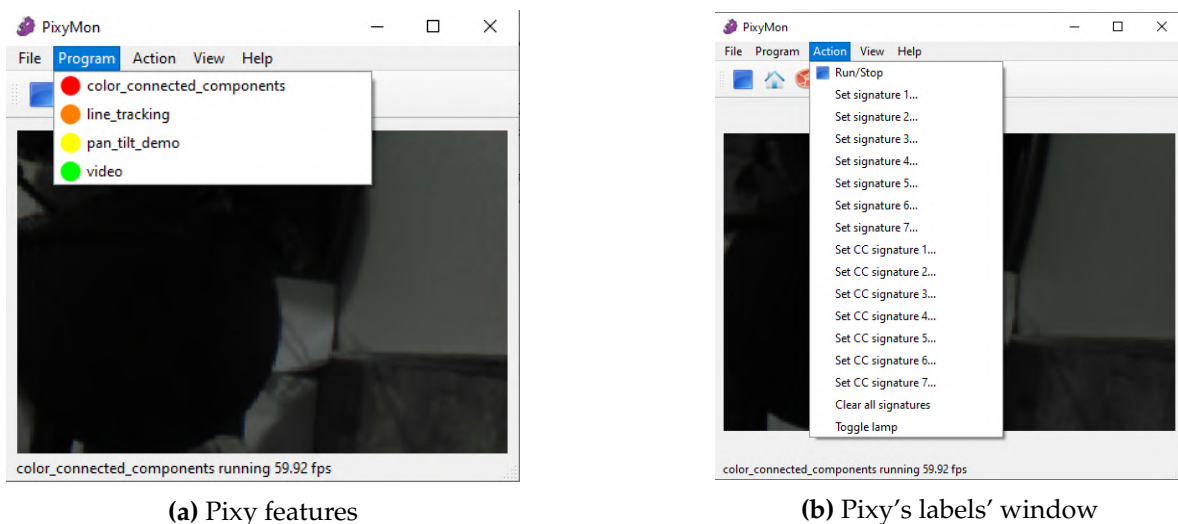 PixyMon
File Program Action View Help
color_connected_components
line_tracking
pan_tilt_demo
video
color_connected_components running 59.92 fps
(a) Pixy features
PixyMon
File Program Action View Help
Run/Stop
Set signature 1...
Set signature 2...
Set signature 3...
Set signature 4...
Set signature 5...
Set signature 6...
Set signature 7...
Set CC signature 1...
Set CC signature 2...
Set CC signature 3...
Set CC signature 4...
Set CC signature 5...
Set CC signature 6...
Set CC signature 7...
Clear all signatures
Toggle lamp
color_connected_components running 59.92 fps
(b) Pixy’s labels’ window